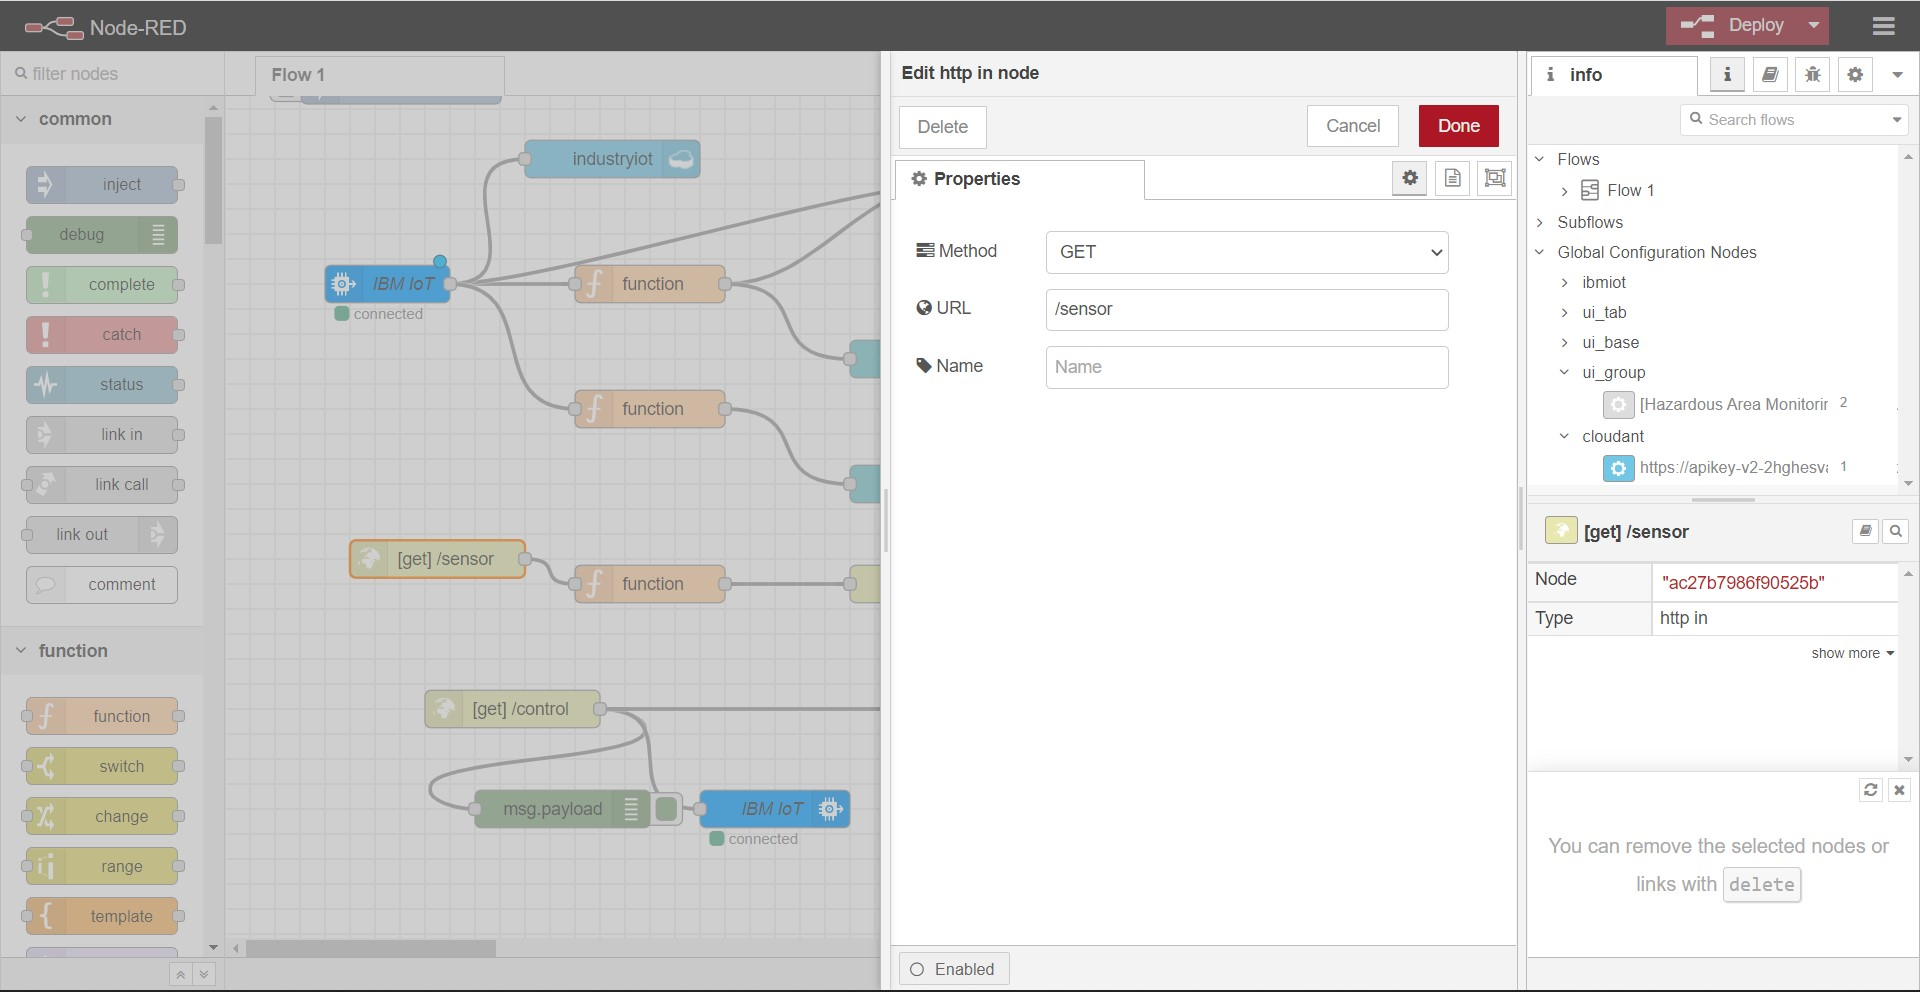 Node-RED
Deploy
filter nodes
common
inject
debug
complete
catch
status
link in
link call
link out
comment
function
function
switch
change
range
template
Flow 1
industryiot
IBM IoT
connected
function
function
[get] /sensor
function
[get] /control
msg.payload
IBM IoT
connected
Edit http in node
Delete
Cancel
Done
Properties
Method
GET
URL
/sensor
Name
Name
Enabled
i info
i
Search flows
Flows
Flow 1
Subflows
Global Configuration Nodes
ibmiot
ui_tab
ui_base
ui_group
[Hazardous Area Monitorin 2
cloudant
https://apikey-v2-2hghesva 1
[get] /sensor
Node "ac27b7986f90525b"
Type http in
show more
You can remove the selected nodes or
links with delete